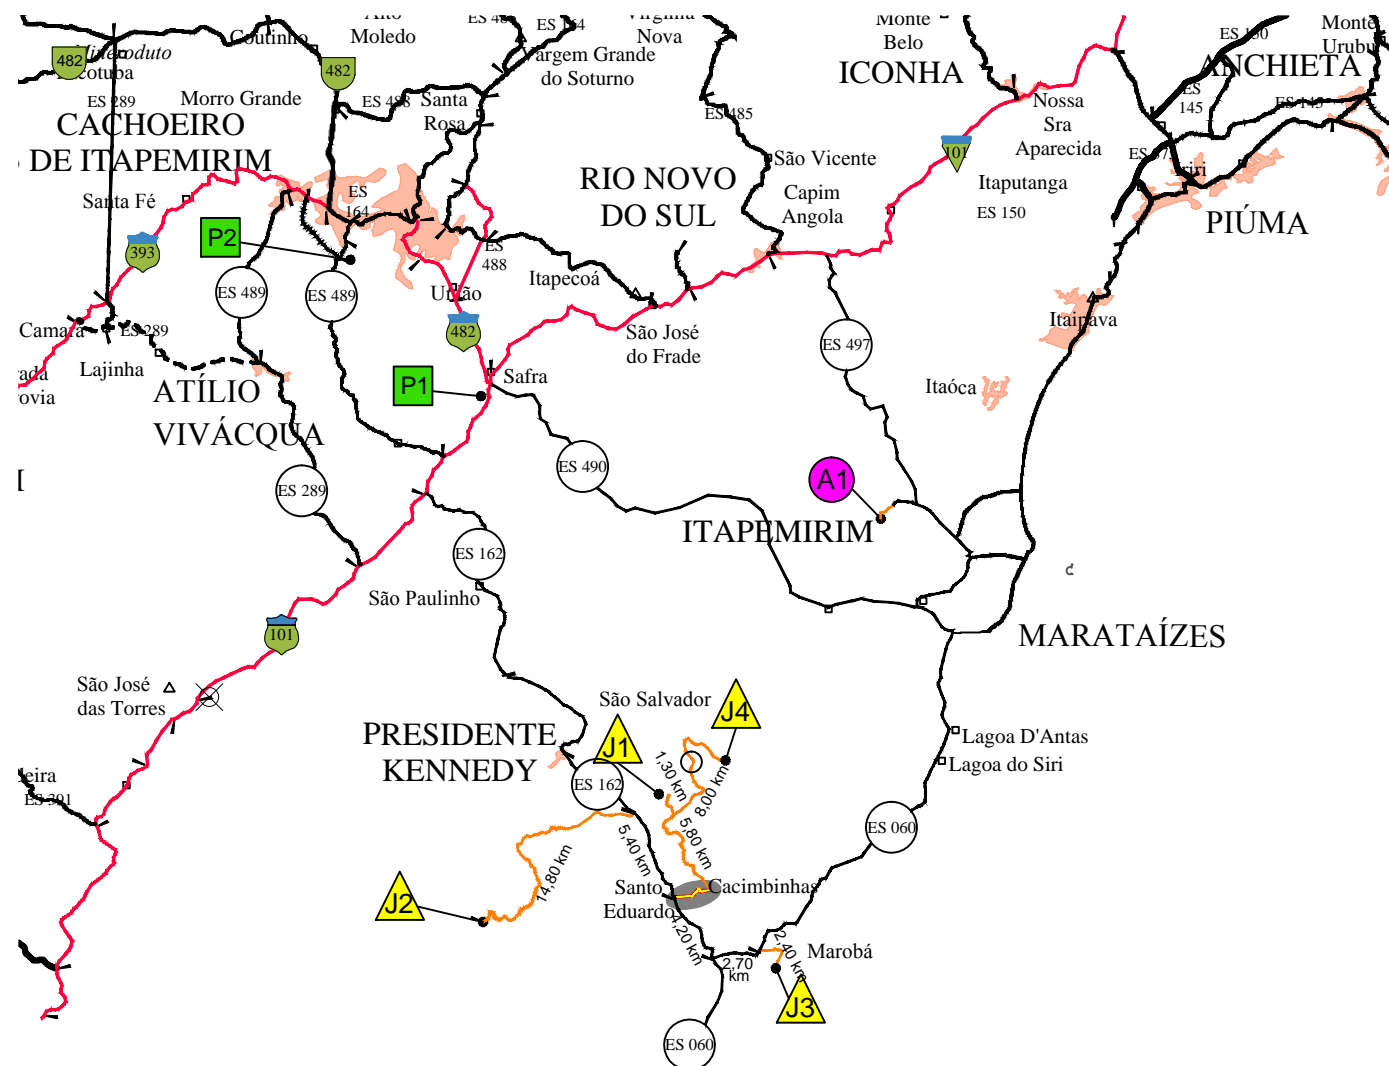 Coutinho
Moledo
ES 164
Nova
Monte
Belo
ES 130
Monte
Urubu
482
Mineroduto
482
Vargem Grande
do Soturno
ICONHA
ANCHIETA
ES 289
Morro Grande
ES 488
Santa
Rosa
ES 485
Nossa
Sra
Aparecida
ES
145
ES 145
CACHOEIRO
DE ITAPEMIRIM
São Vicente
101
Iriri
Santa Fé
ES
164
RIO NOVO
DO SUL
Capim
Angola
Itaputanga
ES 150
PIÚMA
P2
393
ES
488
ES 489
ES 489
União
Itapecoá
482
São José
do Frade
ES 497
Itaipava
Camará
ES 289
Lajinha
ovia
ATÍLIO
VIVÁCQUA
P1
Safra
Itaóca
ES 289
ES 490
A1
ITAPEMIRIM
ES 162
São Paulinho
101
MARATAÍZES
São José
das Torres
São Salvador
J4
J1
PRESIDENTE
KENNEDY
Lagoa D'Antas
Lagoa do Siri
ES 162
1,30 km
8,00 km
ES 391
ES 060
5,40 km
5,80 km
14,80 km
J2
Santo
Eduardo
Cacimbinhas
4,20 km
2,70
km
2,40 km
Marobá
J3
ES 060